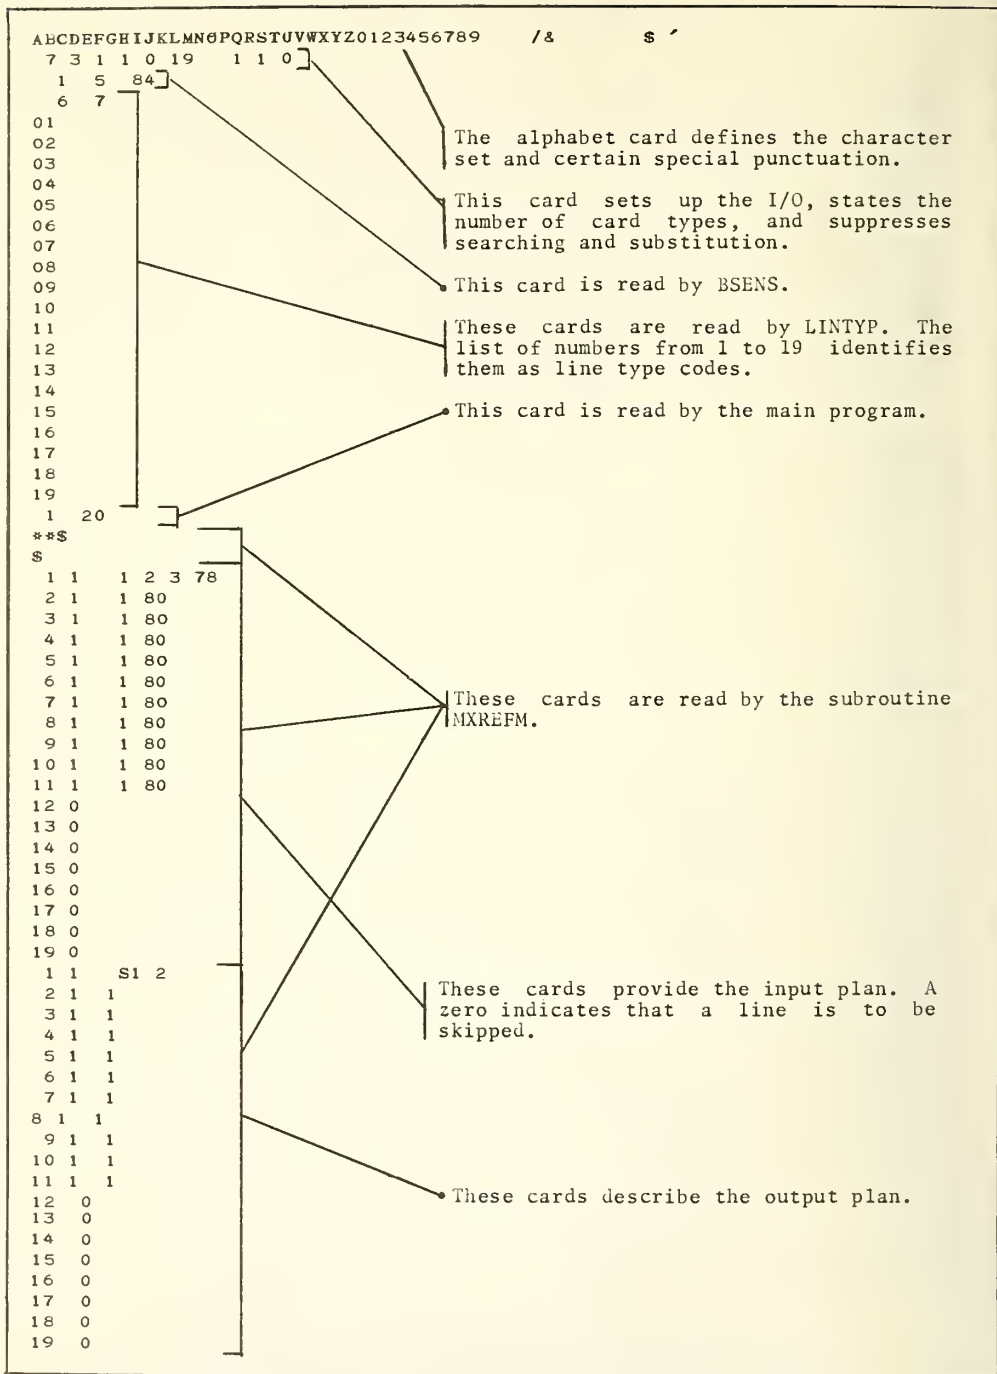 ABCDEFGHIJKLMNOPQRSTUVWXYZ0123456789 /& $ ´
7 3 1 1 0 19 1 1 0
1 5 84
6 7
01
02
03
04
05
06
07
08
09
10
11
12
13
14
15
16
17
18
19
1 20
**$
$
1 1 1 2 3 78
2 1 1 80
3 1 1 80
4 1 1 80
5 1 1 80
6 1 1 80
7 1 1 80
8 1 1 80
9 1 1 80
10 1 1 80
11 1 1 80
12 0
13 0
14 0
15 0
16 0
17 0
18 0
19 0
1 1 S1 2
2 1 1
3 1 1
4 1 1
5 1 1
6 1 1
7 1 1
8 1 1
9 1 1
10 1 1
11 1 1
12 0
13 0
14 0
15 0
16 0
17 0
18 0
19 0
The alphabet card defines the character
set and certain special punctuation.
This card sets up the I/O, states the
number of card types, and suppresses
searching and substitution.
This card is read by BSENS.
These cards are read by LINTYP. The
list of numbers from 1 to 19 identifies
them as line type codes.
This card is read by the main program.
These cards are read by the subroutine
MXREFM.
These cards provide the input plan. A
zero indicates that a line is to be
skipped.
These cards describe the output plan.